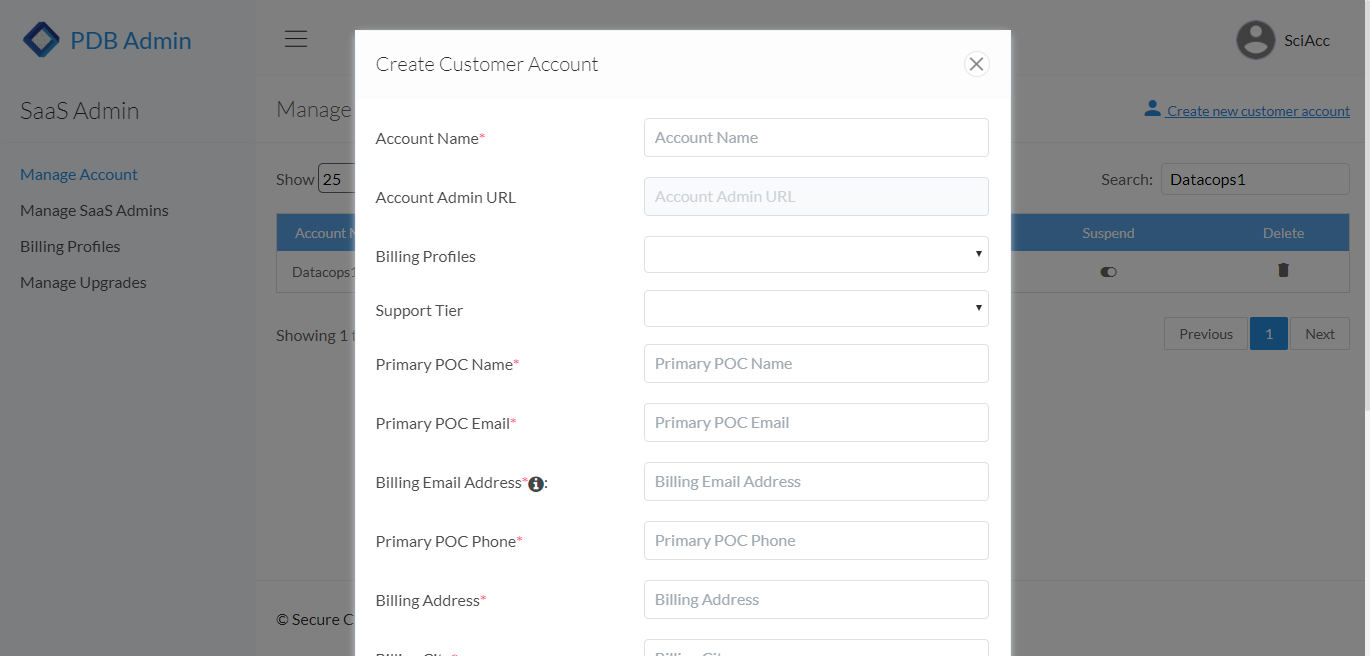 PDB Admin
SciAcc
SaaS Admin
Manage Account
Manage SaaS Admins
Billing Profiles
Manage Upgrades
Manage
Create new customer account
Show 25
Search: Datacops1
Account N
Suspend
Delete
Datacops1
Showing 1 t
Previous 1 Next
© Secure C
Create Customer Account
Account Name*
Account Name
Account Admin URL
Account Admin URL
Billing Profiles
Support Tier
Primary POC Name*
Primary POC Name
Primary POC Email*
Primary POC Email
Billing Email Address*i:
Billing Email Address
Primary POC Phone*
Primary POC Phone
Billing Address*
Billing Address
Billing City*
Billing City